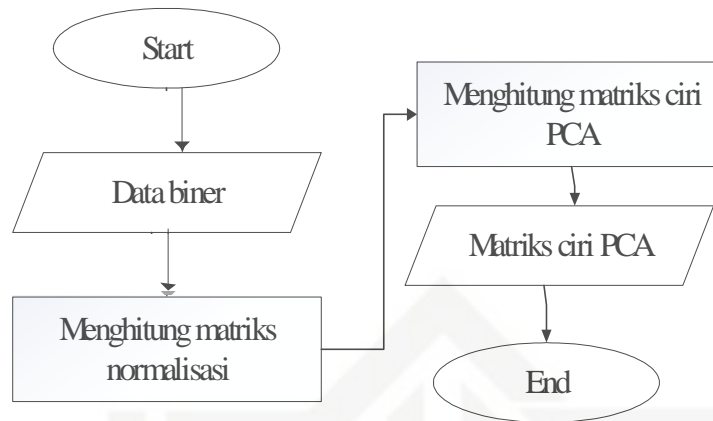 Start
Data biner
Menghitung matriks
normalisasi
Menghitung matriks ciri
PCA
Matriks ciri PCA
End